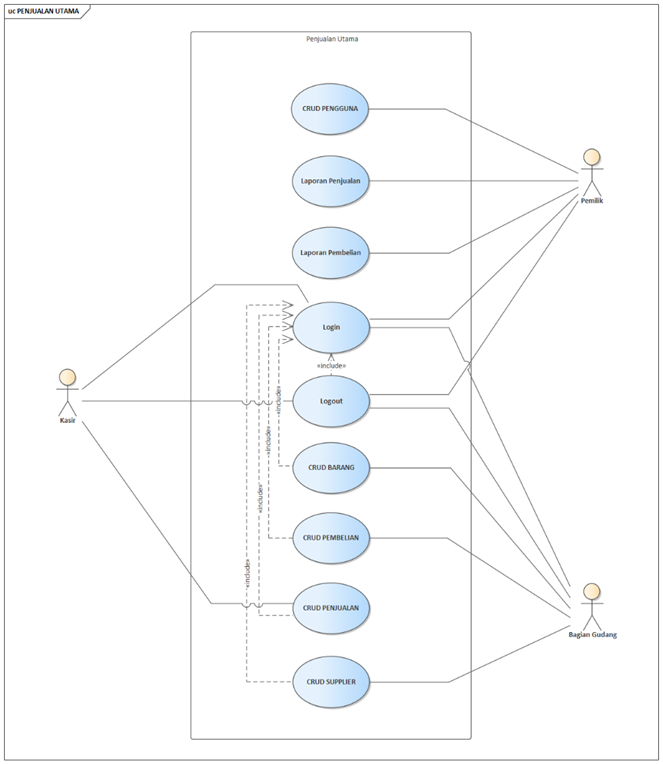 uc PENJUALAN UTAMA
Penjualan Utama
CRUD PENGGUNA
Laporan Penjualan
Pemilik
Laporan Pembelian
Login
«include»
Kasir
Logout
«include»
«include»
CRUD BARANG
«include»
CRUD PEMBELIAN
«include»
CRUD PENJUALAN
Bagian Gudang
CRUD SUPPLIER